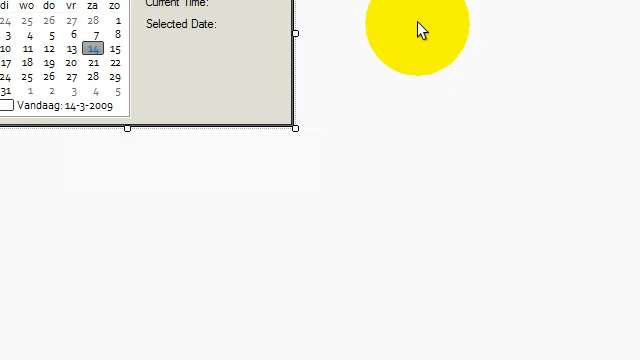 Current Time:
di wo do vr za zo
24 25 26 27 28 1
3 4 5 6 7 8
Selected Date:
10 11 12 13 14 15
17 18 19 20 21 22
24 25 26 27 28 29
31 1 2 3 4 5
Vandaag: 14-3-2009